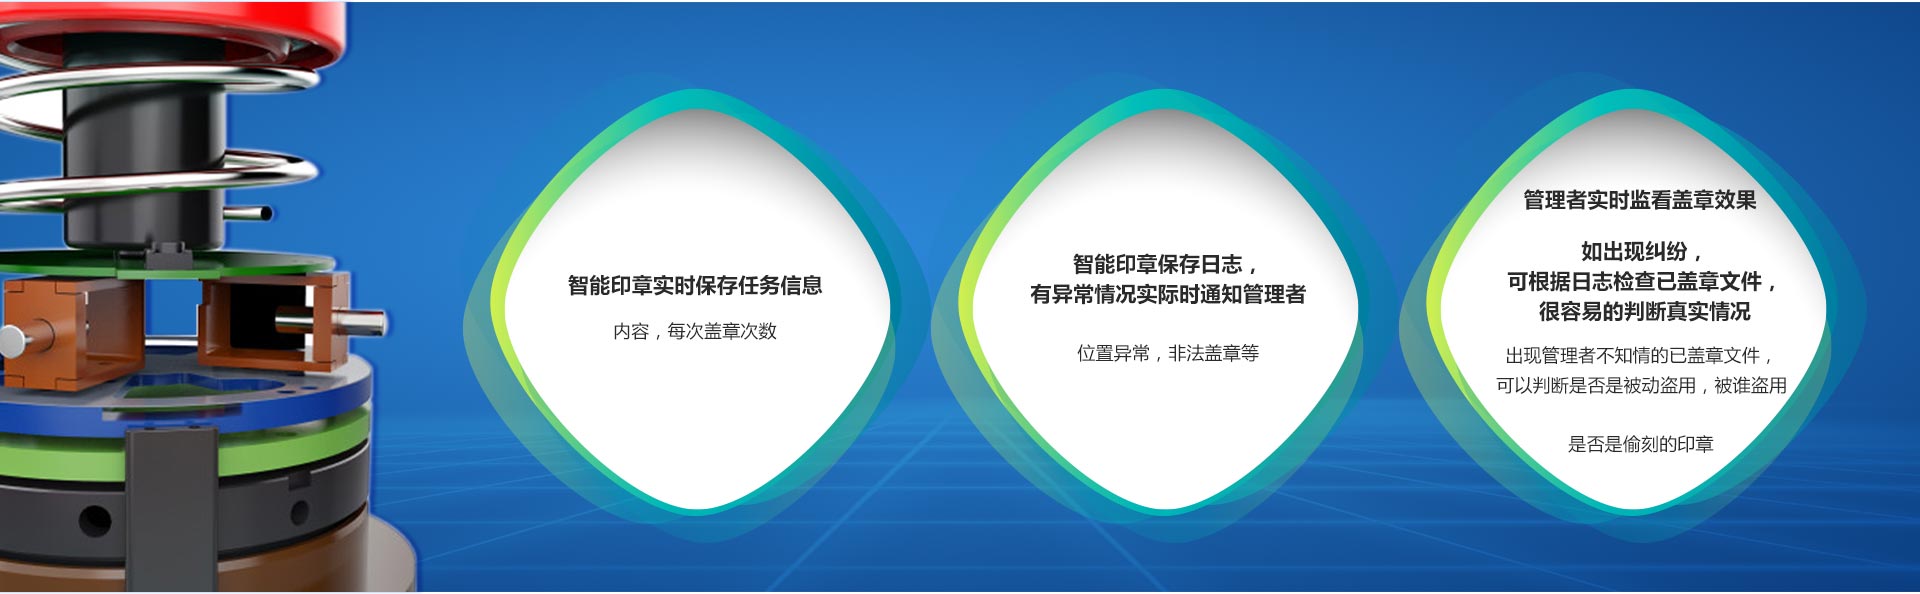 智能印章实时保存任务信息
内容，每次盖章次数
智能印章保存日志，
有异常情况实际时通知管理者
位置异常，非法盖章等
管理者实时监看盖章效果
如出现纠纷，
可根据日志检查已盖章文件，
很容易的判断真实情况
出现管理者不知情的已盖章文件，
可以判断是否是被动盗用，被谁盗用
是否是偷刻的印章